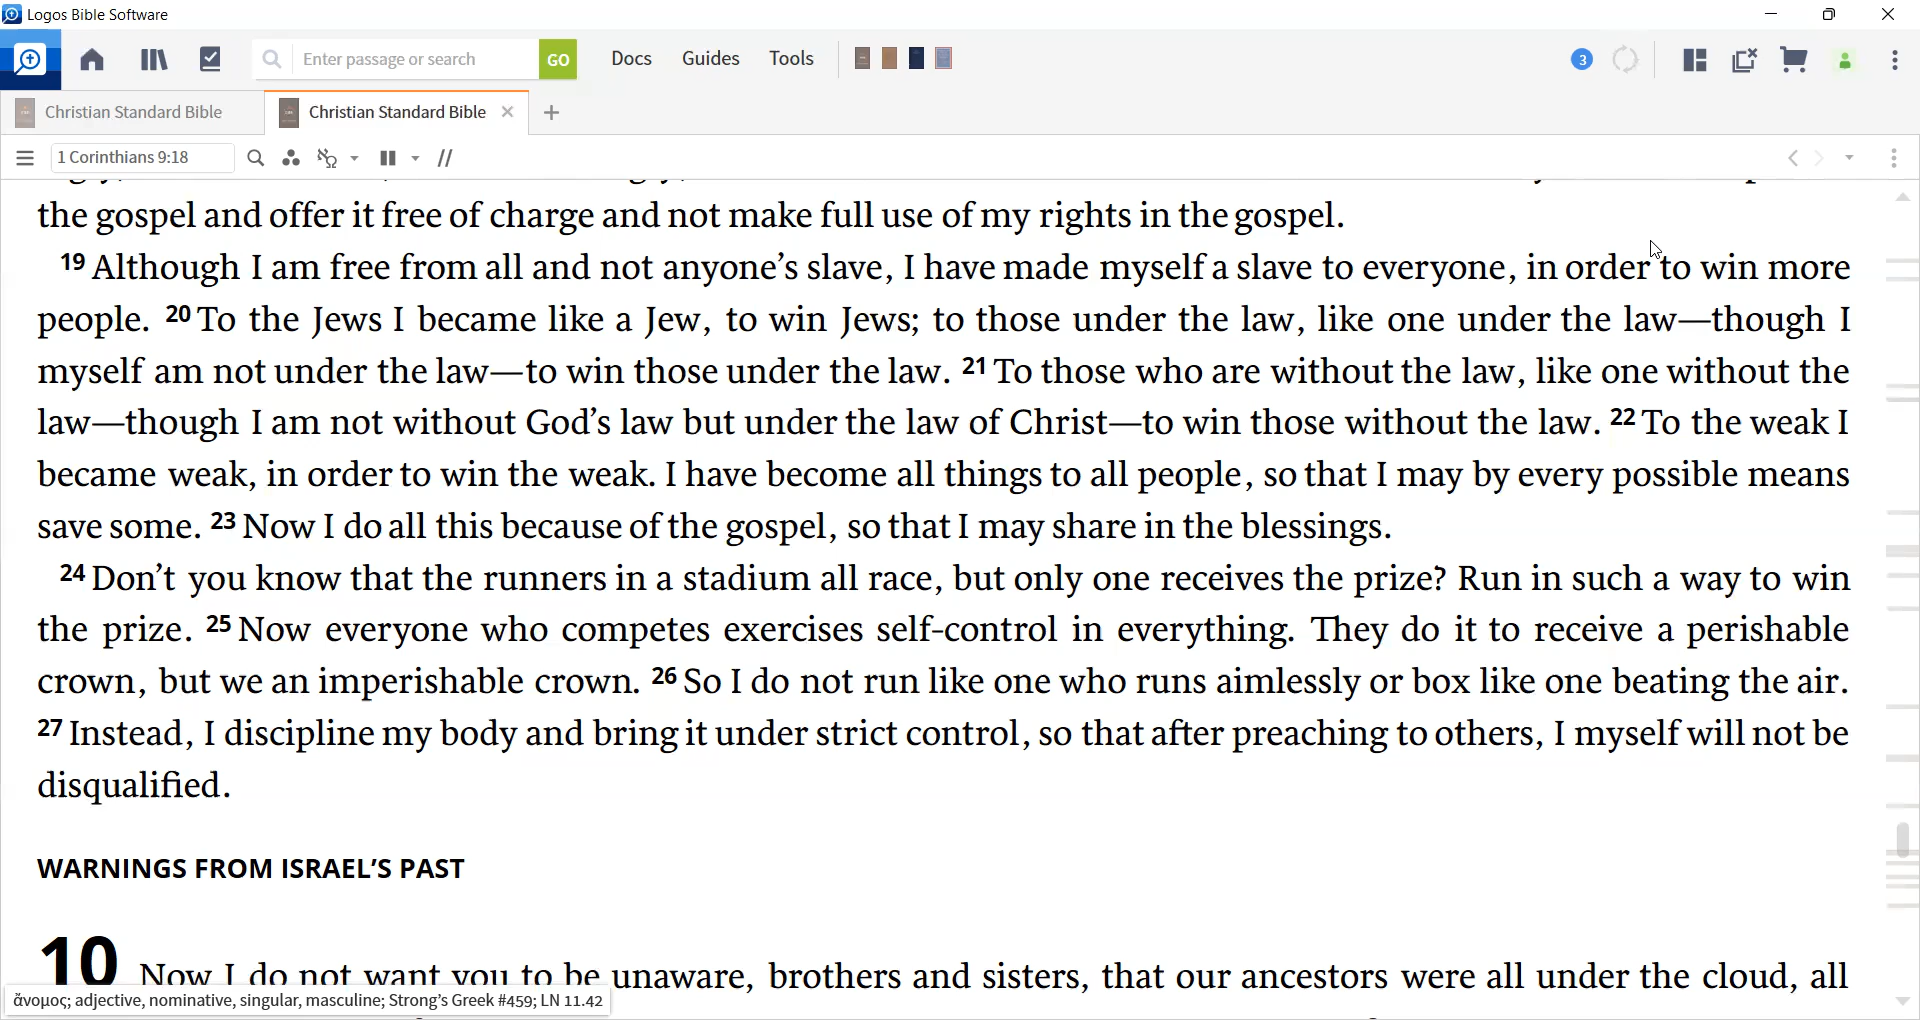 Logos Bible Software
Enter passage or search GO Docs Guides Tools 3
Christian Standard Bible Christian Standard Bible
1 Corinthians 9:18
the gospel and offer it free of charge and not make full use of my rights in the gospel.
19 Although I am free from all and not anyone’s slave, I have made myself a slave to everyone, in order to win more
people. 20 To the Jews I became like a Jew, to win Jews; to those under the law, like one under the law—though I
myself am not under the law—to win those under the law. 21 To those who are without the law, like one without the
law—though I am not without God’s law but under the law of Christ—to win those without the law. 22 To the weak I
became weak, in order to win the weak. I have become all things to all people, so that I may by every possible means
save some. 23 Now I do all this because of the gospel, so that I may share in the blessings.
24 Don’t you know that the runners in a stadium all race, but only one receives the prize? Run in such a way to win
the prize. 25 Now everyone who competes exercises self-control in everything. They do it to receive a perishable
crown, but we an imperishable crown. 26 So I do not run like one who runs aimlessly or box like one beating the air.
27 Instead, I discipline my body and bring it under strict control, so that after preaching to others, I myself will not be
disqualified.
WARNINGS FROM ISRAEL’S PAST
10 Now I do not want you to be unaware, brothers and sisters, that our ancestors were all under the cloud, all
ἄνομος; adjective, nominative, singular, masculine; Strong’s Greek #459; LN 11.42